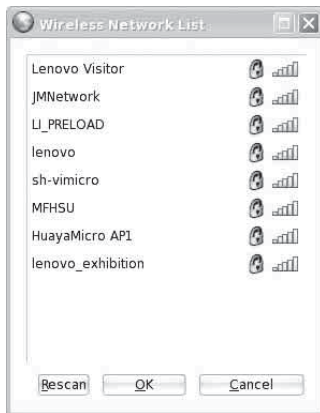 Wireless Network List
Lenovo Visitor
JMNetwork
LI_PRELOAD
lenovo
sh-vimicro
MFHSU
HuayaMicro AP1
lenovo_exhibition
Rescan OK Cancel